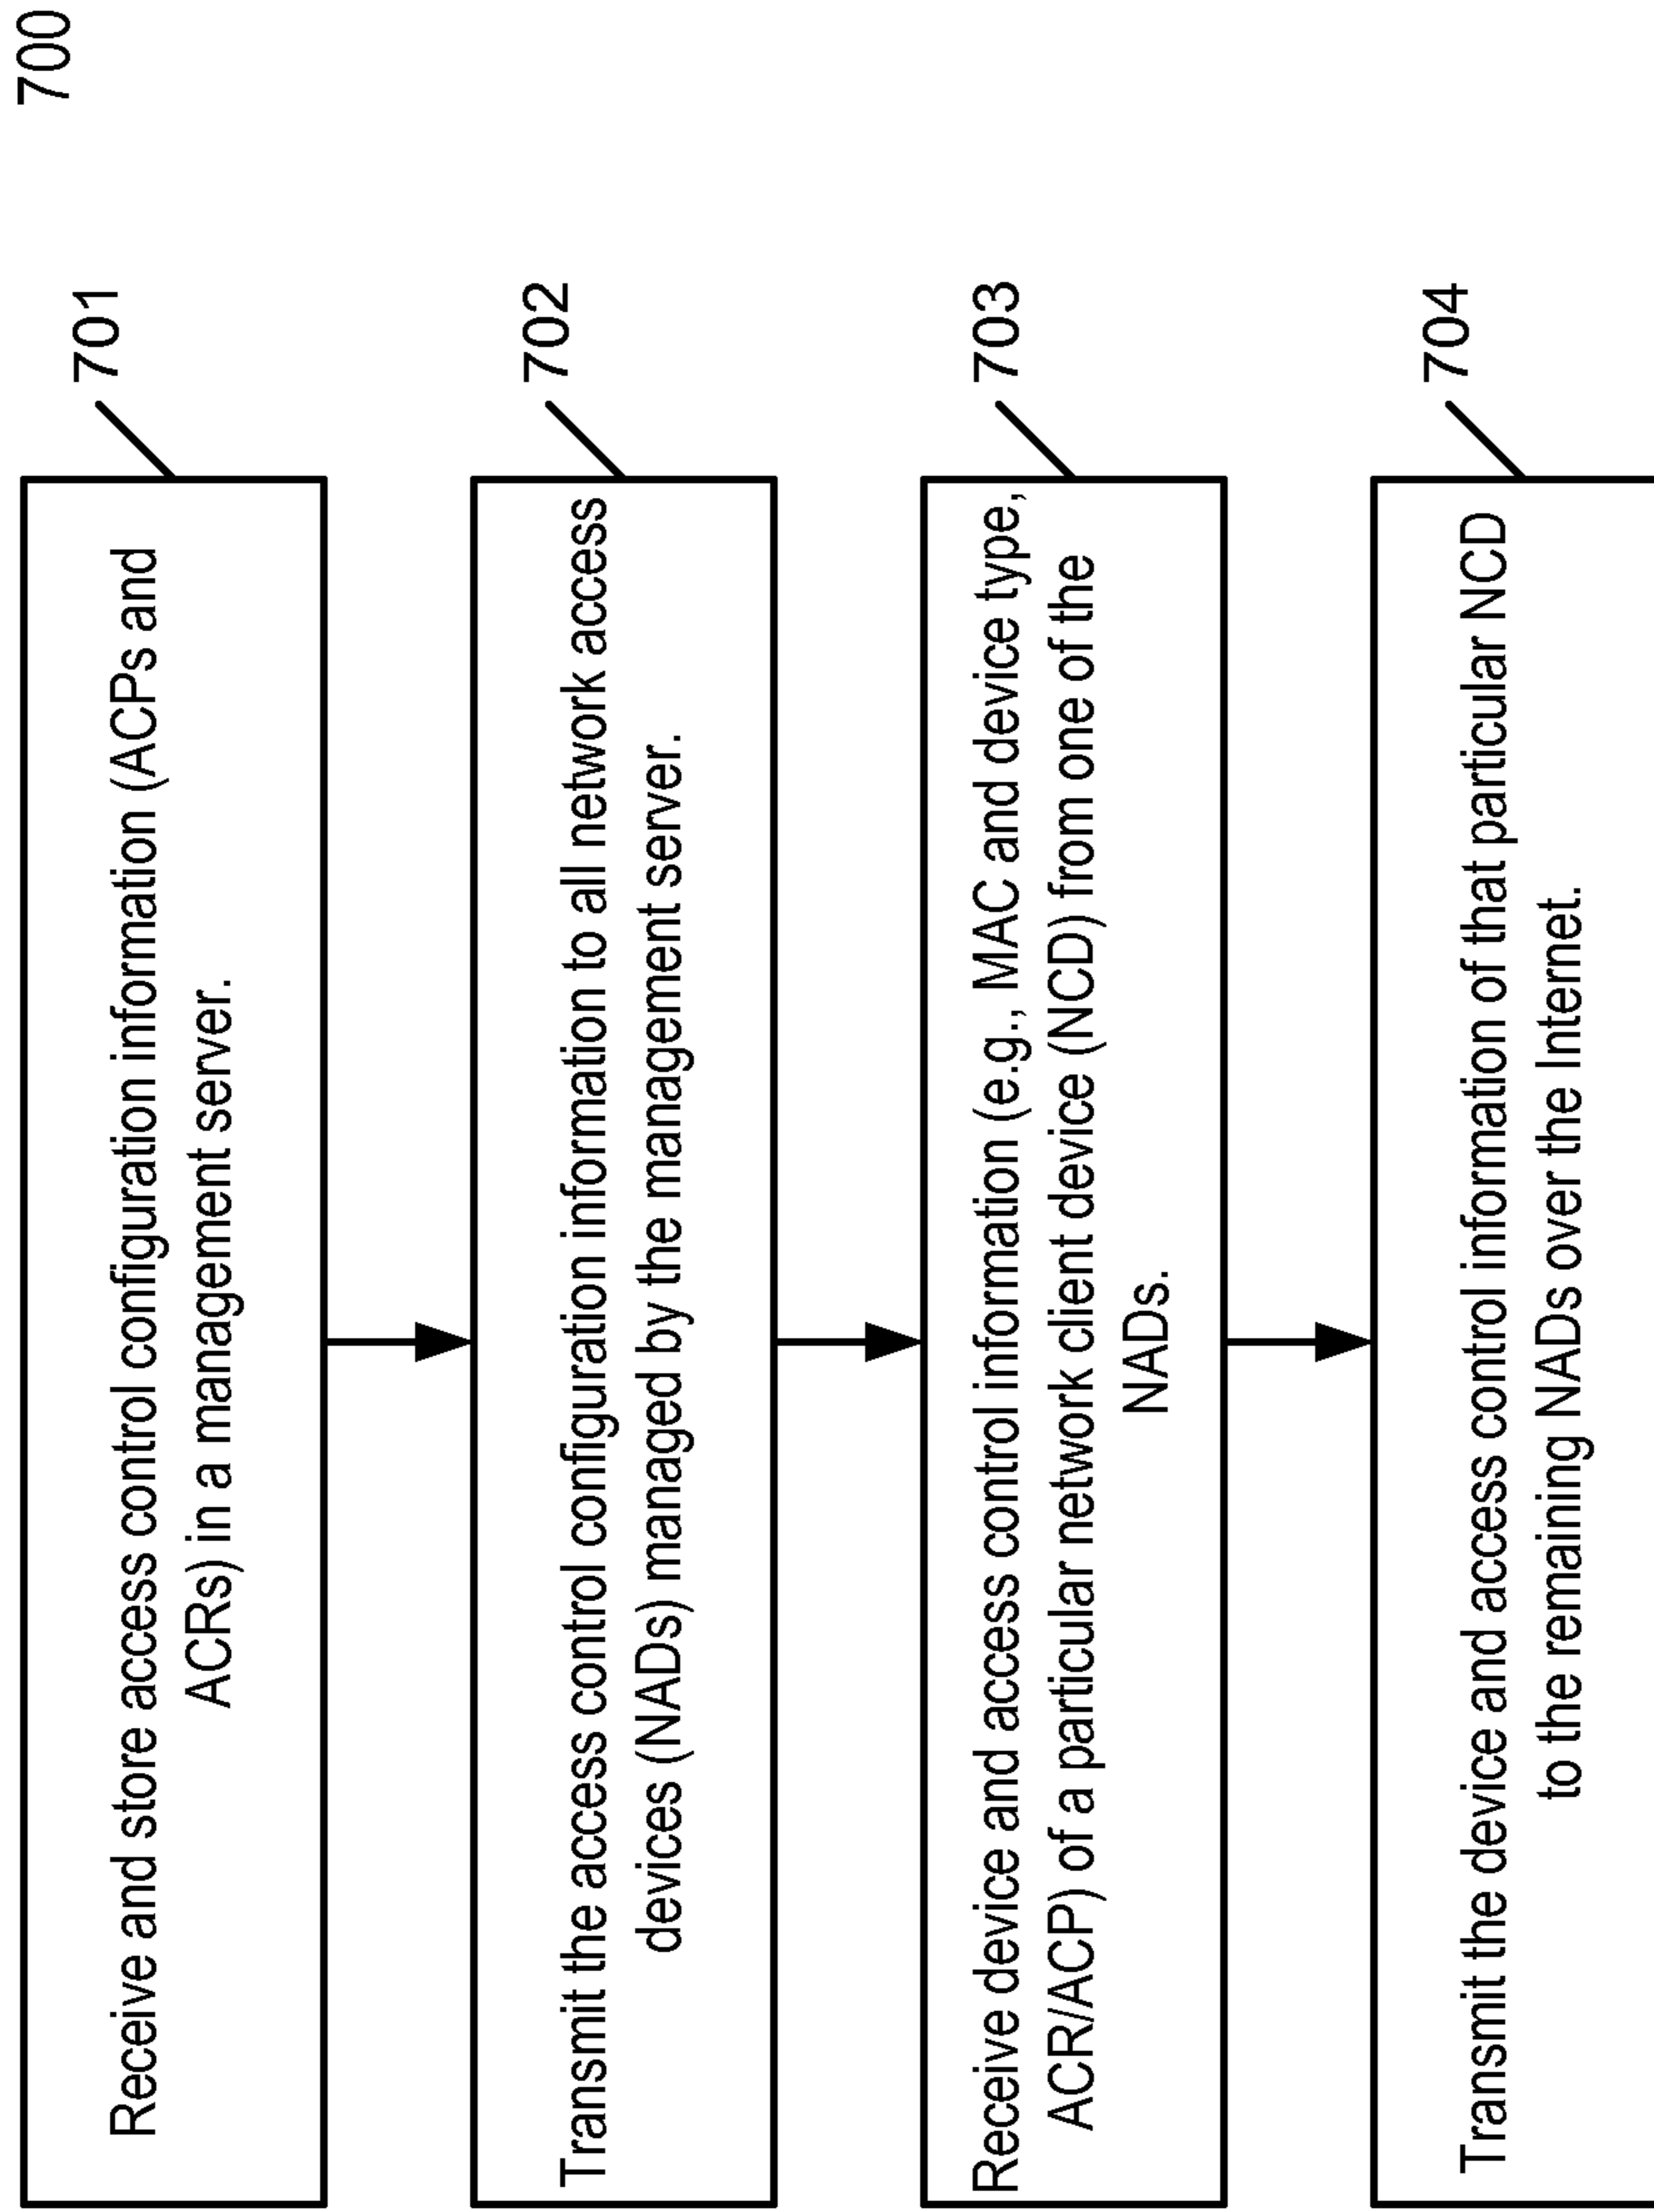 700
701
Receive and store access control configuration information (ACPs and
ACRs) in a management server.
702
Transmit the access control configuration information to all network access
devices (NADs) managed by the management server.
703
Receive device and access control information (e.g., MAC and device type,
ACR/ACP) of a particular network client device (NCD) from one of the
NADs.
704
Transmit the device and access control information of that particular NCD
to the remaining NADs over the Internet.